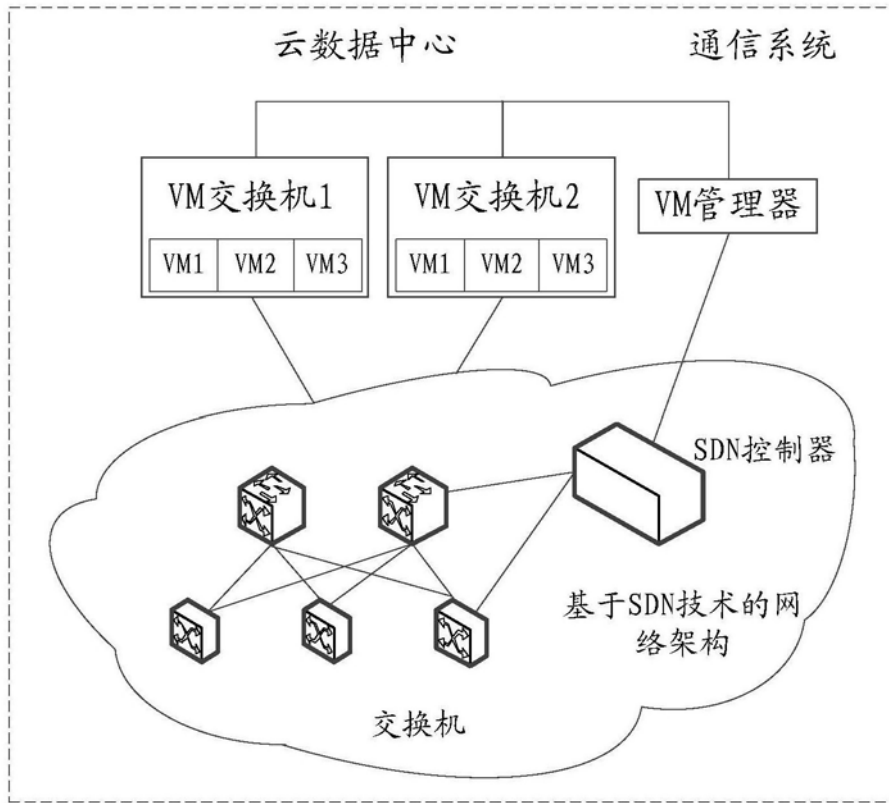 云数据中心
通信系统
VM交换机1
VM交换机2
VM管理器
VM1
VM2
VM3
VM1
VM2
VM3
SDN控制器
基于SDN技术的网
络架构
交换机